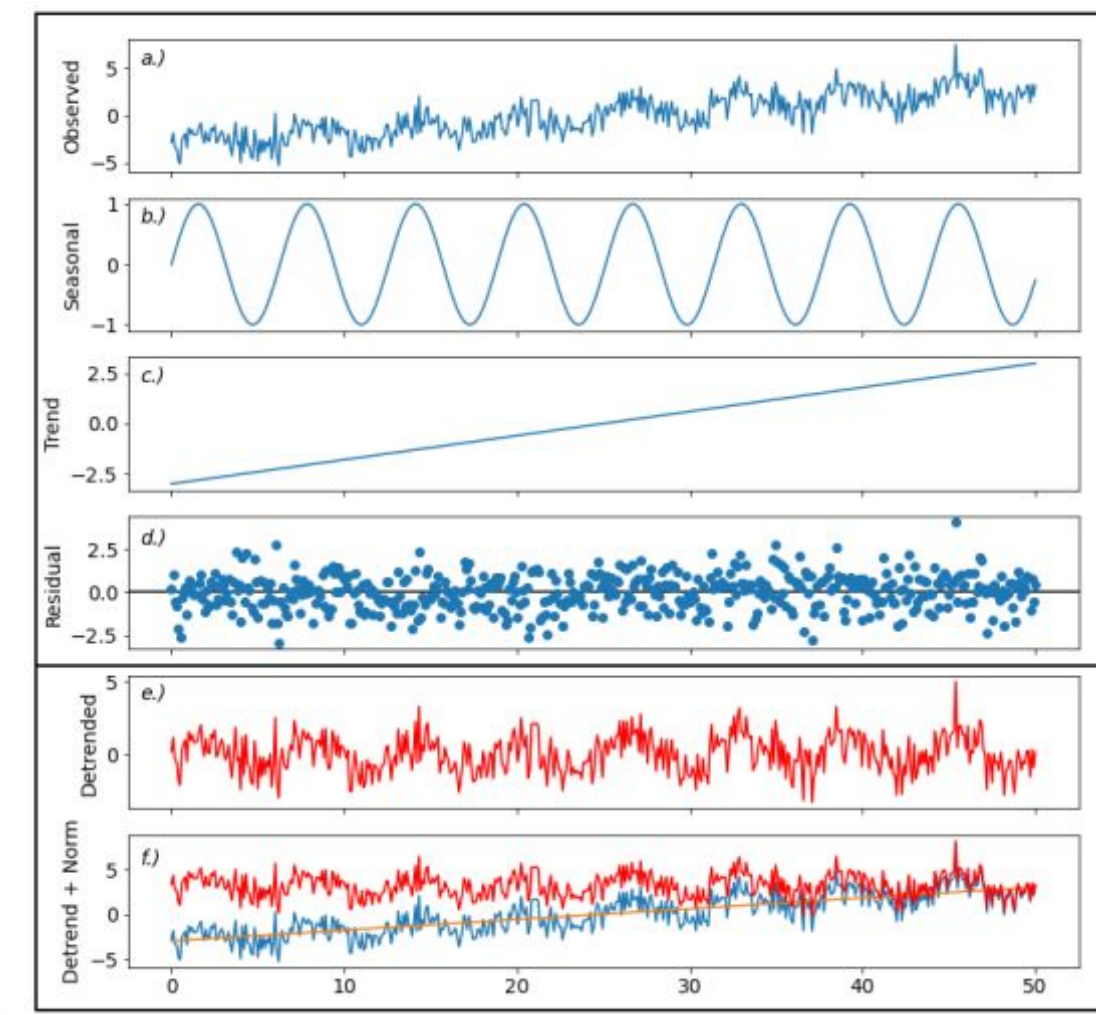 a.)
Observed
5
0
−5
b.)
Seasonal
1
0
−1
c.)
Trend
2.5
0.0
−2.5
d.)
Residual
2.5
0.0
−2.5
e.)
Detrended
5
0
f.)
Detrend + Norm
5
0
−5
0 10 20 30 40 50